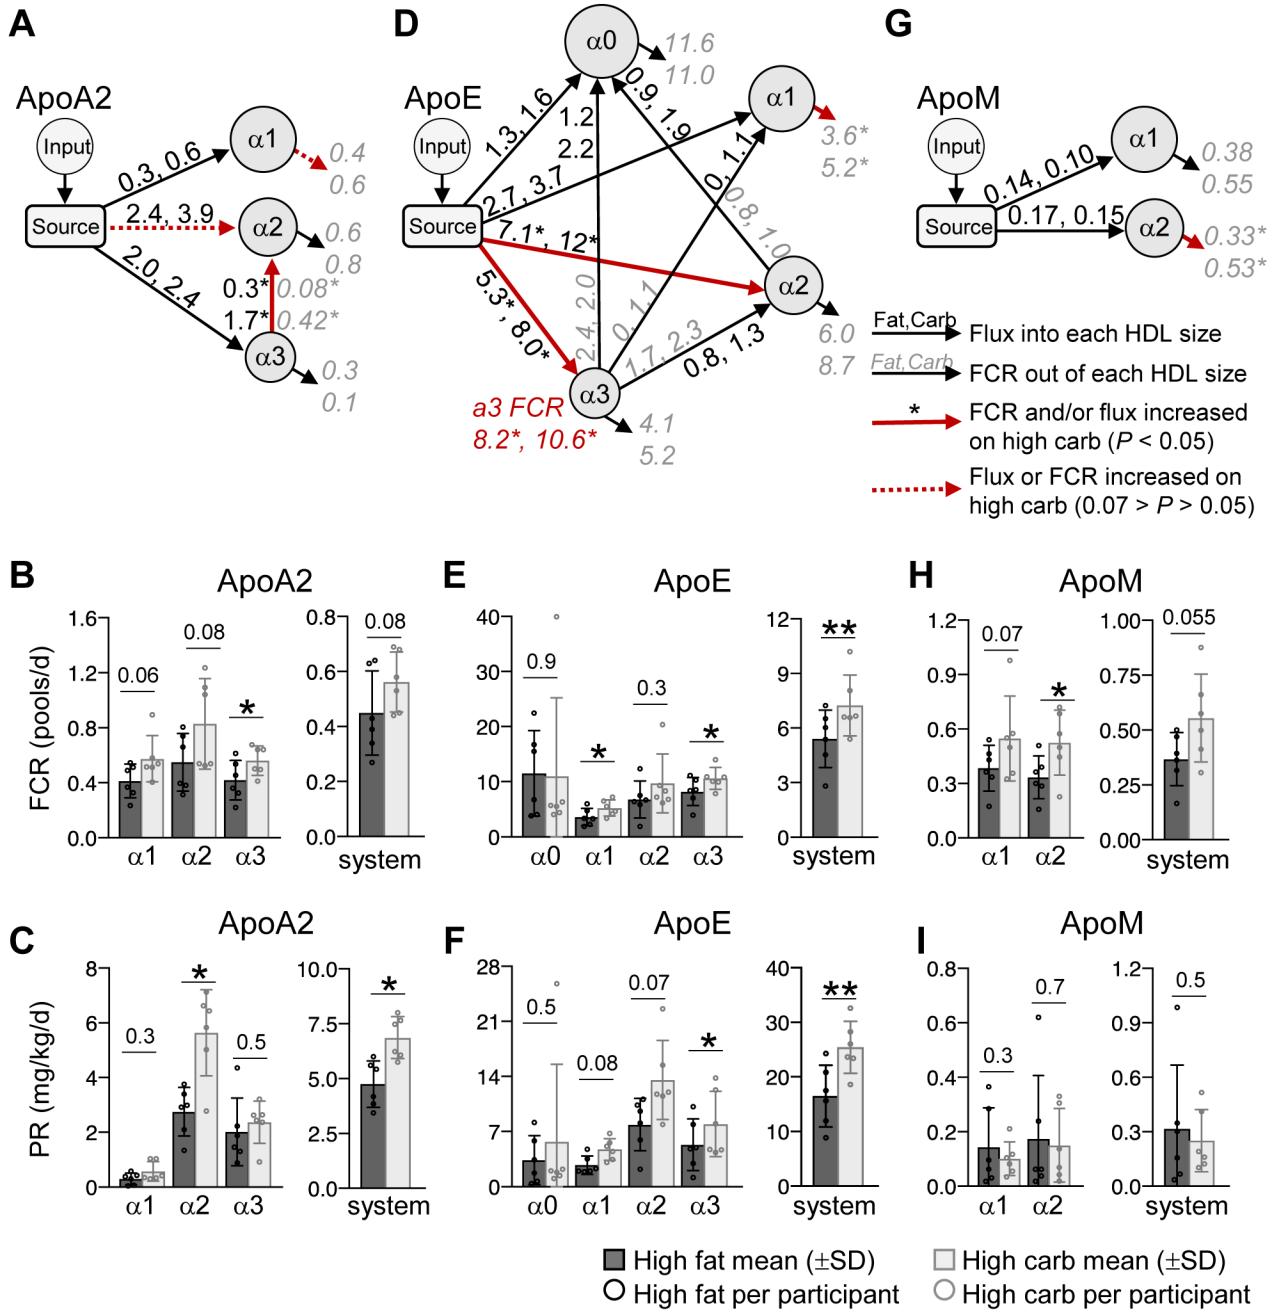 A
D
G
ApoA2
Input
Source
0.3, 0.6
2.4, 3.9
2.0, 2.4
α1
0.4
0.6
α2
0.6
0.8
0.3* 0.08*
1.7* 0.42*
α3
0.3
0.1
ApoE
Input
Source
α0
11.6
11.0
α1
3.6*
5.2*
1.3, 1.6
1.2
2.2
0.9, 1.9
2.7, 3.7
0, 1.1
0.8, 1.0
7.1*, 12*
5.3*, 8.0*
2.4, 2.0
0, 1.1
1.7, 2.3
0.8, 1.3
α2
6.0
8.7
α3
4.1
5.2
a3 FCR
8.2*, 10.6*
ApoM
Input
Source
0.14, 0.10
0.17, 0.15
α1
0.38
0.55
α2
0.33*
0.53*
Fat,Carb
Flux into each HDL size
Fat,Carb
FCR out of each HDL size
*
FCR and/or flux increased
on high carb (P < 0.05)
Flux or FCR increased on
high carb (0.07 > P > 0.05)
B
ApoA2
FCR (pools/d)
1.6
1.2
0.8
0.4
0.0
0.06
0.08
*
α1 α2 α3
0.8
0.6
0.4
0.2
0.0
0.08
system
E
ApoE
40
30
20
10
0
0.9
*
0.3
*
α0 α1 α2 α3
12
9
6
3
0
**
system
H
ApoM
1.2
0.9
0.6
0.3
0.0
0.07
*
α1 α2
1.00
0.75
0.50
0.25
0.00
0.055
system
C
ApoA2
PR (mg/kg/d)
8
6
4
2
0
0.3
*
0.5
α1 α2 α3
10.0
7.5
5.0
2.5
0.0
*
system
F
ApoE
28
21
14
7
0
0.5
0.08
0.07
*
α0 α1 α2 α3
40
30
20
10
0
**
system
I
ApoM
0.8
0.6
0.4
0.2
0.0
0.3
0.7
α1 α2
1.2
0.9
0.6
0.3
0.0
0.5
system
High fat mean (±SD)
High carb mean (±SD)
High fat per participant
High carb per participant